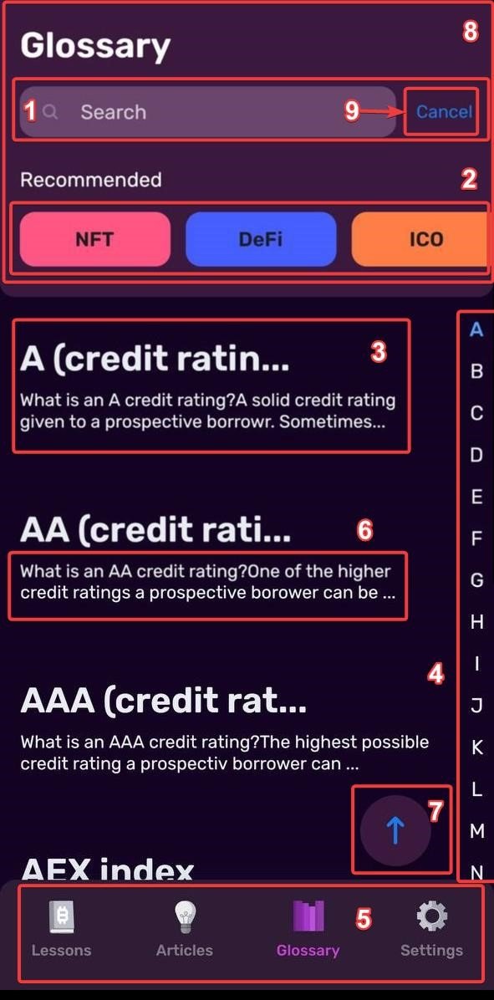 8
Glossary
1 Search 9 Cancel
Recommended 2
NFT DeFi ICO
A (credit ratin... 3
What is an A credit rating?A solid credit rating
given to a prospective borrowr. Sometimes...
AA (credit rati... 6
What is an AA credit rating?One of the higher
credit ratings a prospective borower can be ...
4
AAA (credit rat...
What is an AAA credit rating?The highest possible
credit rating a prospectiv borrower can ...
7
AEX index
A
B
C
D
E
F
G
H
I
J
K
L
M
N
5
Lessons Articles Glossary Settings